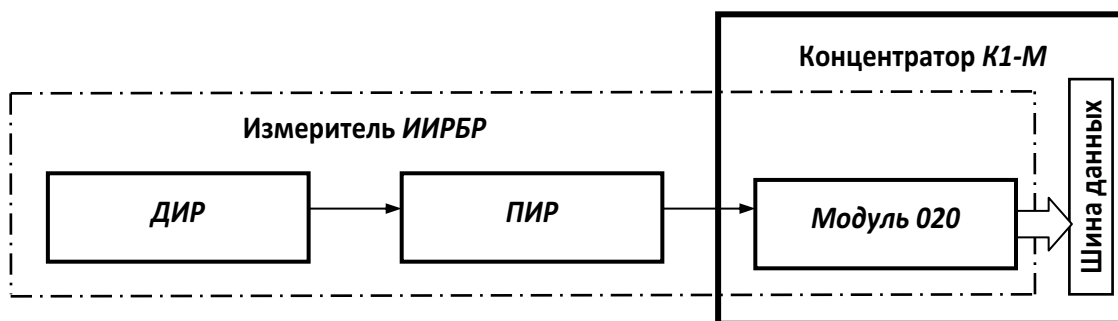 Концентратор К1-М
Измеритель ИИРБР
ДИР
ПИР
Модуль 020
Шина данных